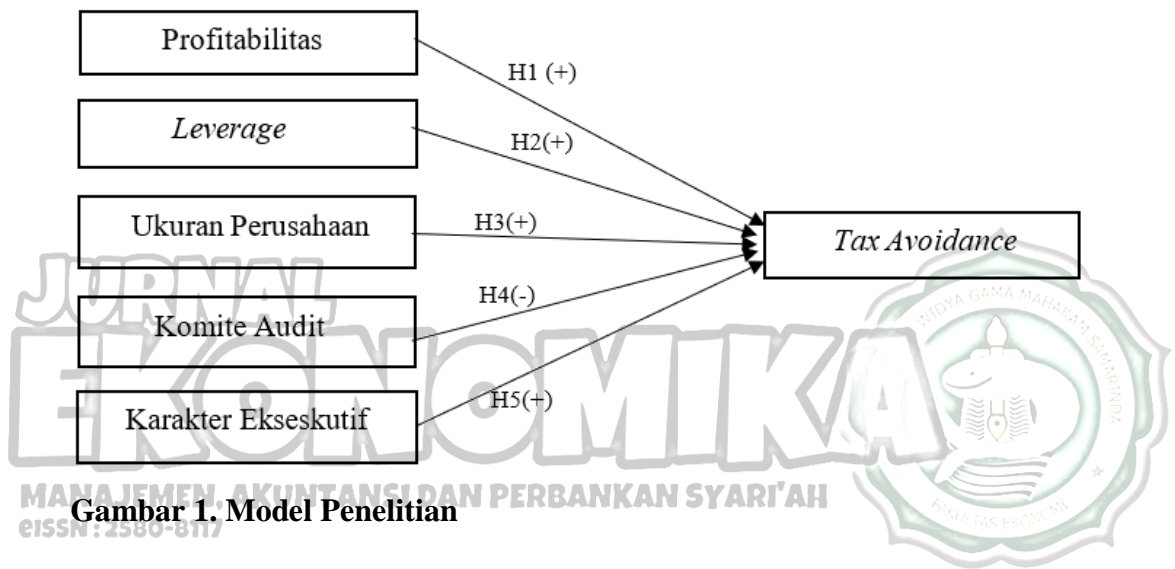 Profitabilitas
H1 (+)
Leverage
H2(+)
Ukuran Perusahaan
H3(+)
Tax Avoidance
H4(-)
Komite Audit
Karakter Ekseskutif
H5(+)
JURNAL
EKONOMIKA
MANAJEMEN, AKUNTANSI DAN PERBANKAN SYARI'AH
eISSN : 2580-8117
Gambar 1. Model Penelitian
WIDYA GAMA MAHAKAM SAMARINDA
FAKULTAS EKONOMI